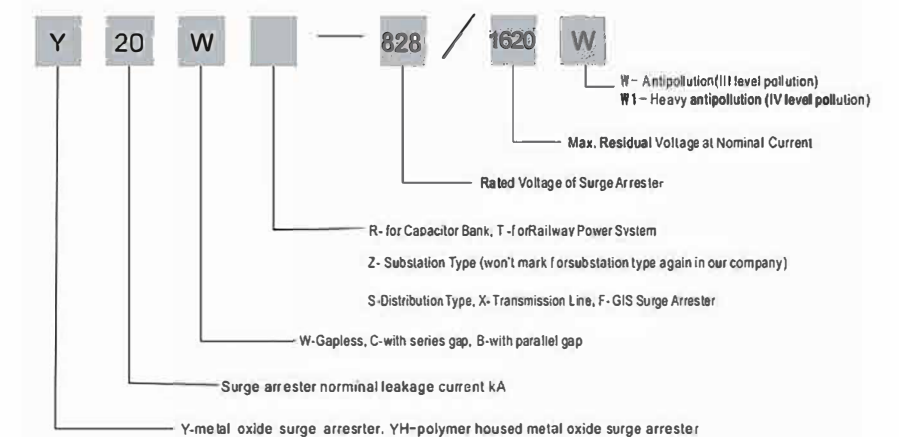 Y 20 W — 828 / 1620 W
W- Antipollution(III level pollution)
W1- Heavy antipollution (IV level pollution)
Max. Residual Voltage at Nominal Current
Rated Voltage of Surge Arrester
R- for Capacitor Bank, T -forRailway Power System
Z- Substation Type (won't mark forsubstation type again in our company)
S-Distribution Type, X- Transmission Line, F- GIS Surge Arrester
W-Gapless, C-with series gap, B-with parallel gap
Surge arrester norminal leakage current kA
Y-metal oxide surge arresrter. YH-polymer housed metal oxide surge arrester